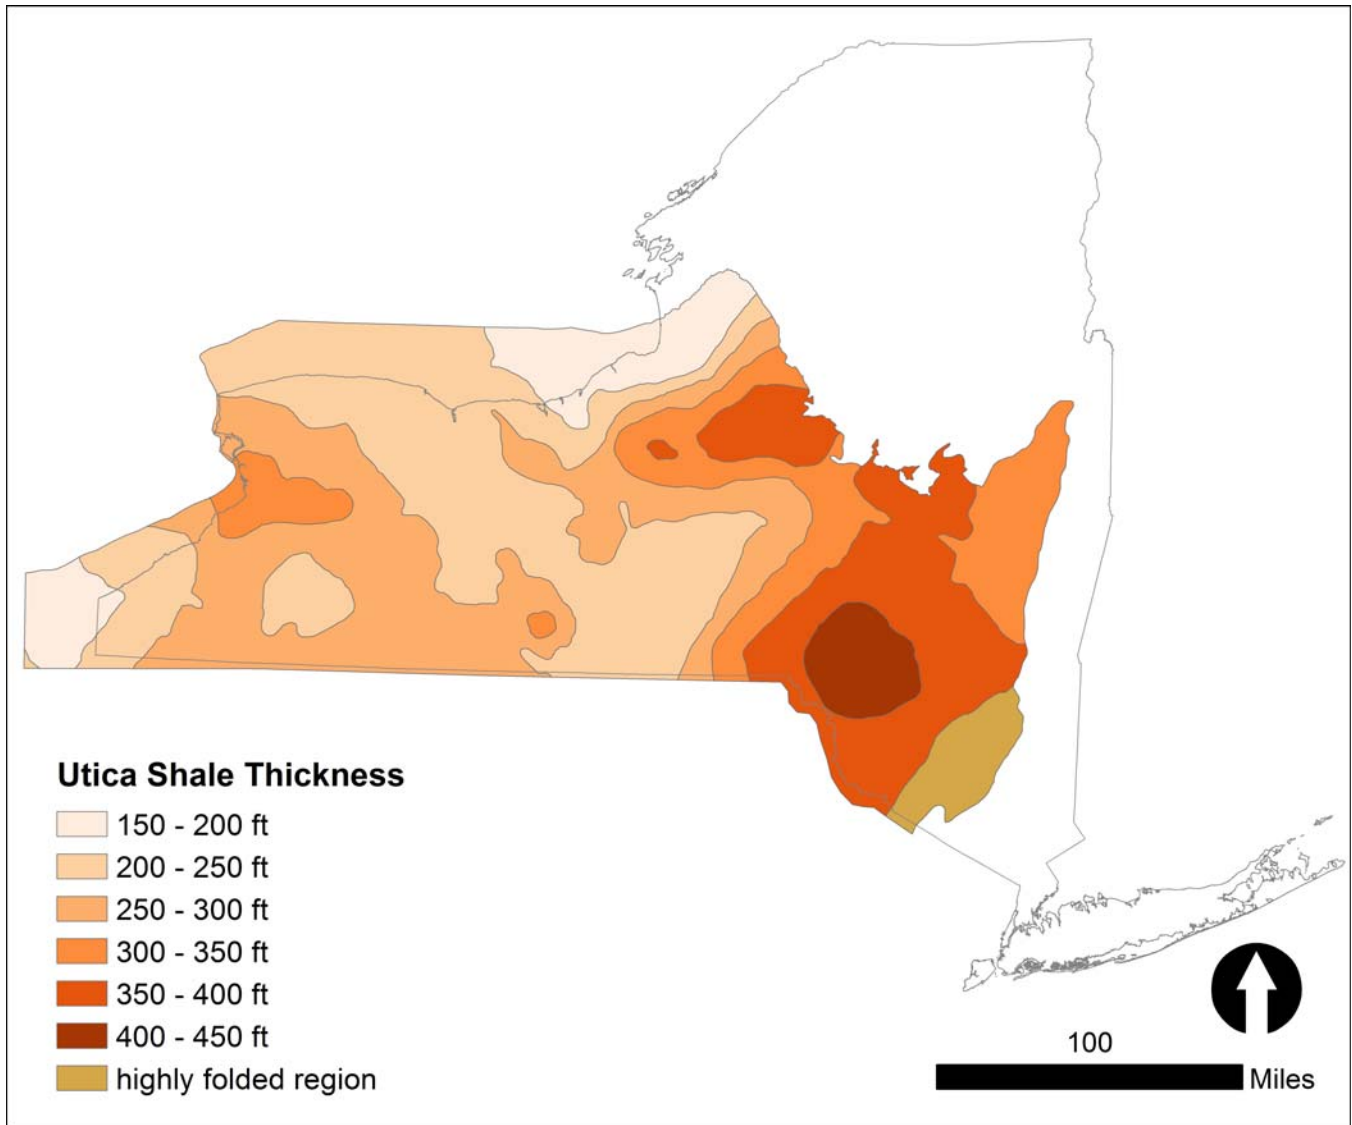 Utica Shale Thickness
150 - 200 ft
200 - 250 ft
250 - 300 ft
300 - 350 ft
350 - 400 ft
400 - 450 ft
highly folded region
100
Miles